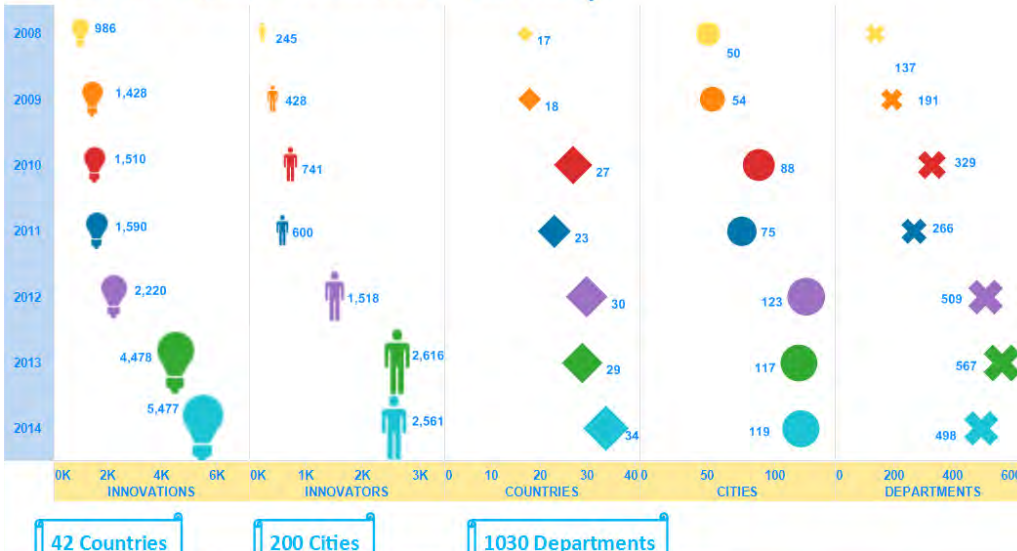 2008 986 245 17 50 137
2009 1,428 428 18 54 191
2010 1,510 741 27 88 329
2011 1,590 600 23 75 266
2012 2,220 1,518 30 123 509
2013 4,478 2,616 29 117 567
2014 5,477 2,561 34 119 498
0K 2K 4K 6K 0K 1K 2K 3K 0 10 20 30 40 0 50 100 0 200 400 600
INNOVATIONS INNOVATORS COUNTRIES CITIES DEPARTMENTS
42 Countries 200 Cities 1030 Departments